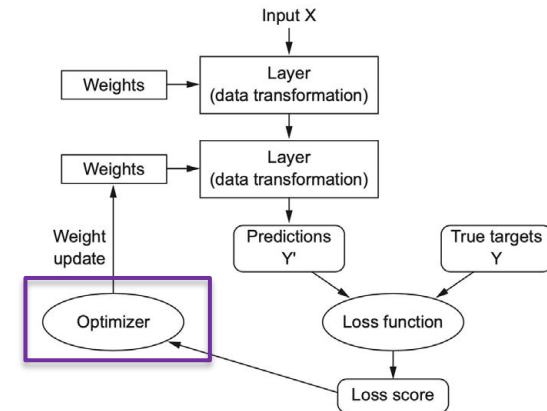 Input X
Weights
Layer
(data transformation)
Weights
Layer
(data transformation)
Weight
update
Predictions
Y'
True targets
Y
Optimizer
Loss function
Loss score